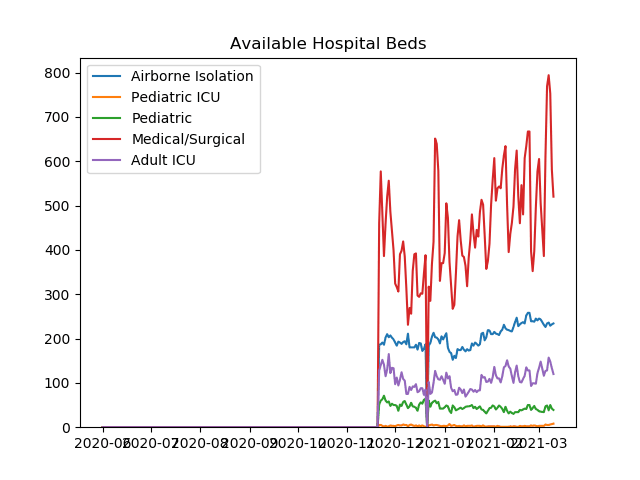 Available Hospital Beds
Airborne Isolation
Pediatric ICU
Pediatric
Medical/Surgical
Adult ICU
800
700
600
500
400
300
200
100
0
2020-06 2020-07 2020-08 2020-09 2020-10 2020-11 2020-12 2021-01 2021-02 2021-03